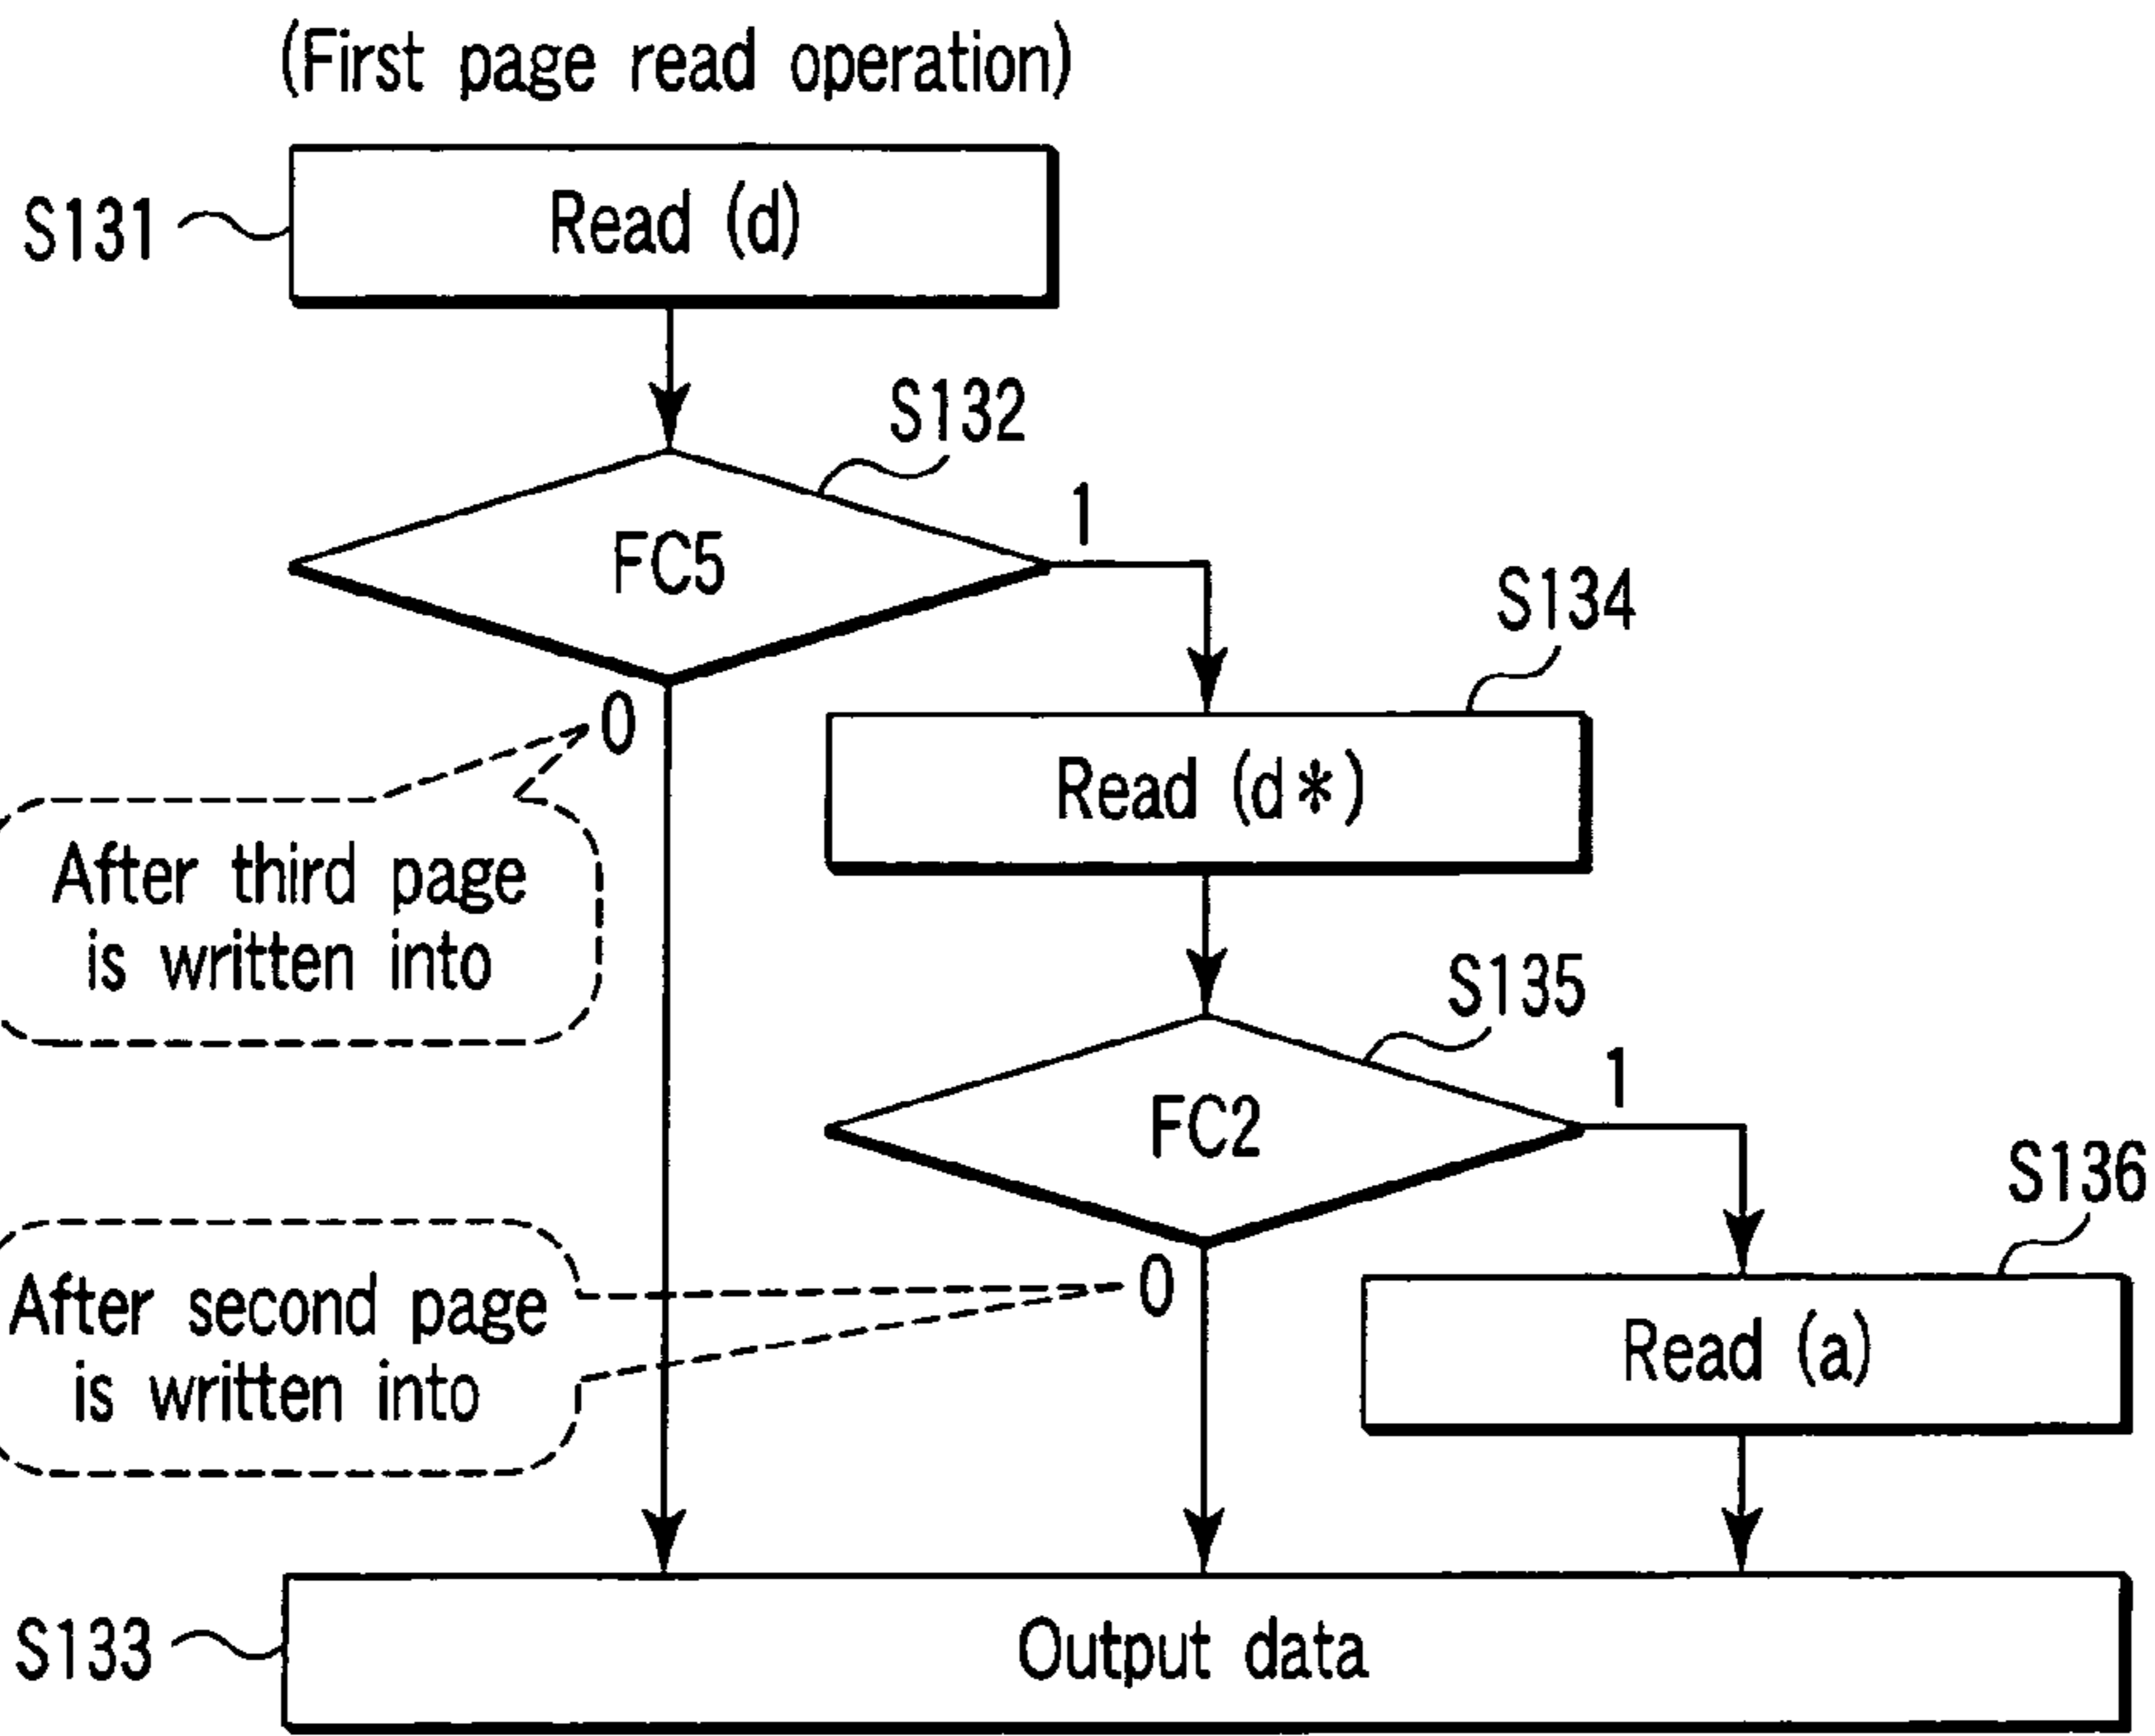 (First page read operation)
S131
Read (d)
S132
FC5
1
0
S134
Read (d*)
After third page
is written into
S135
FC2
1
0
S136
Read (a)
After second page
is written into
S133
Output data